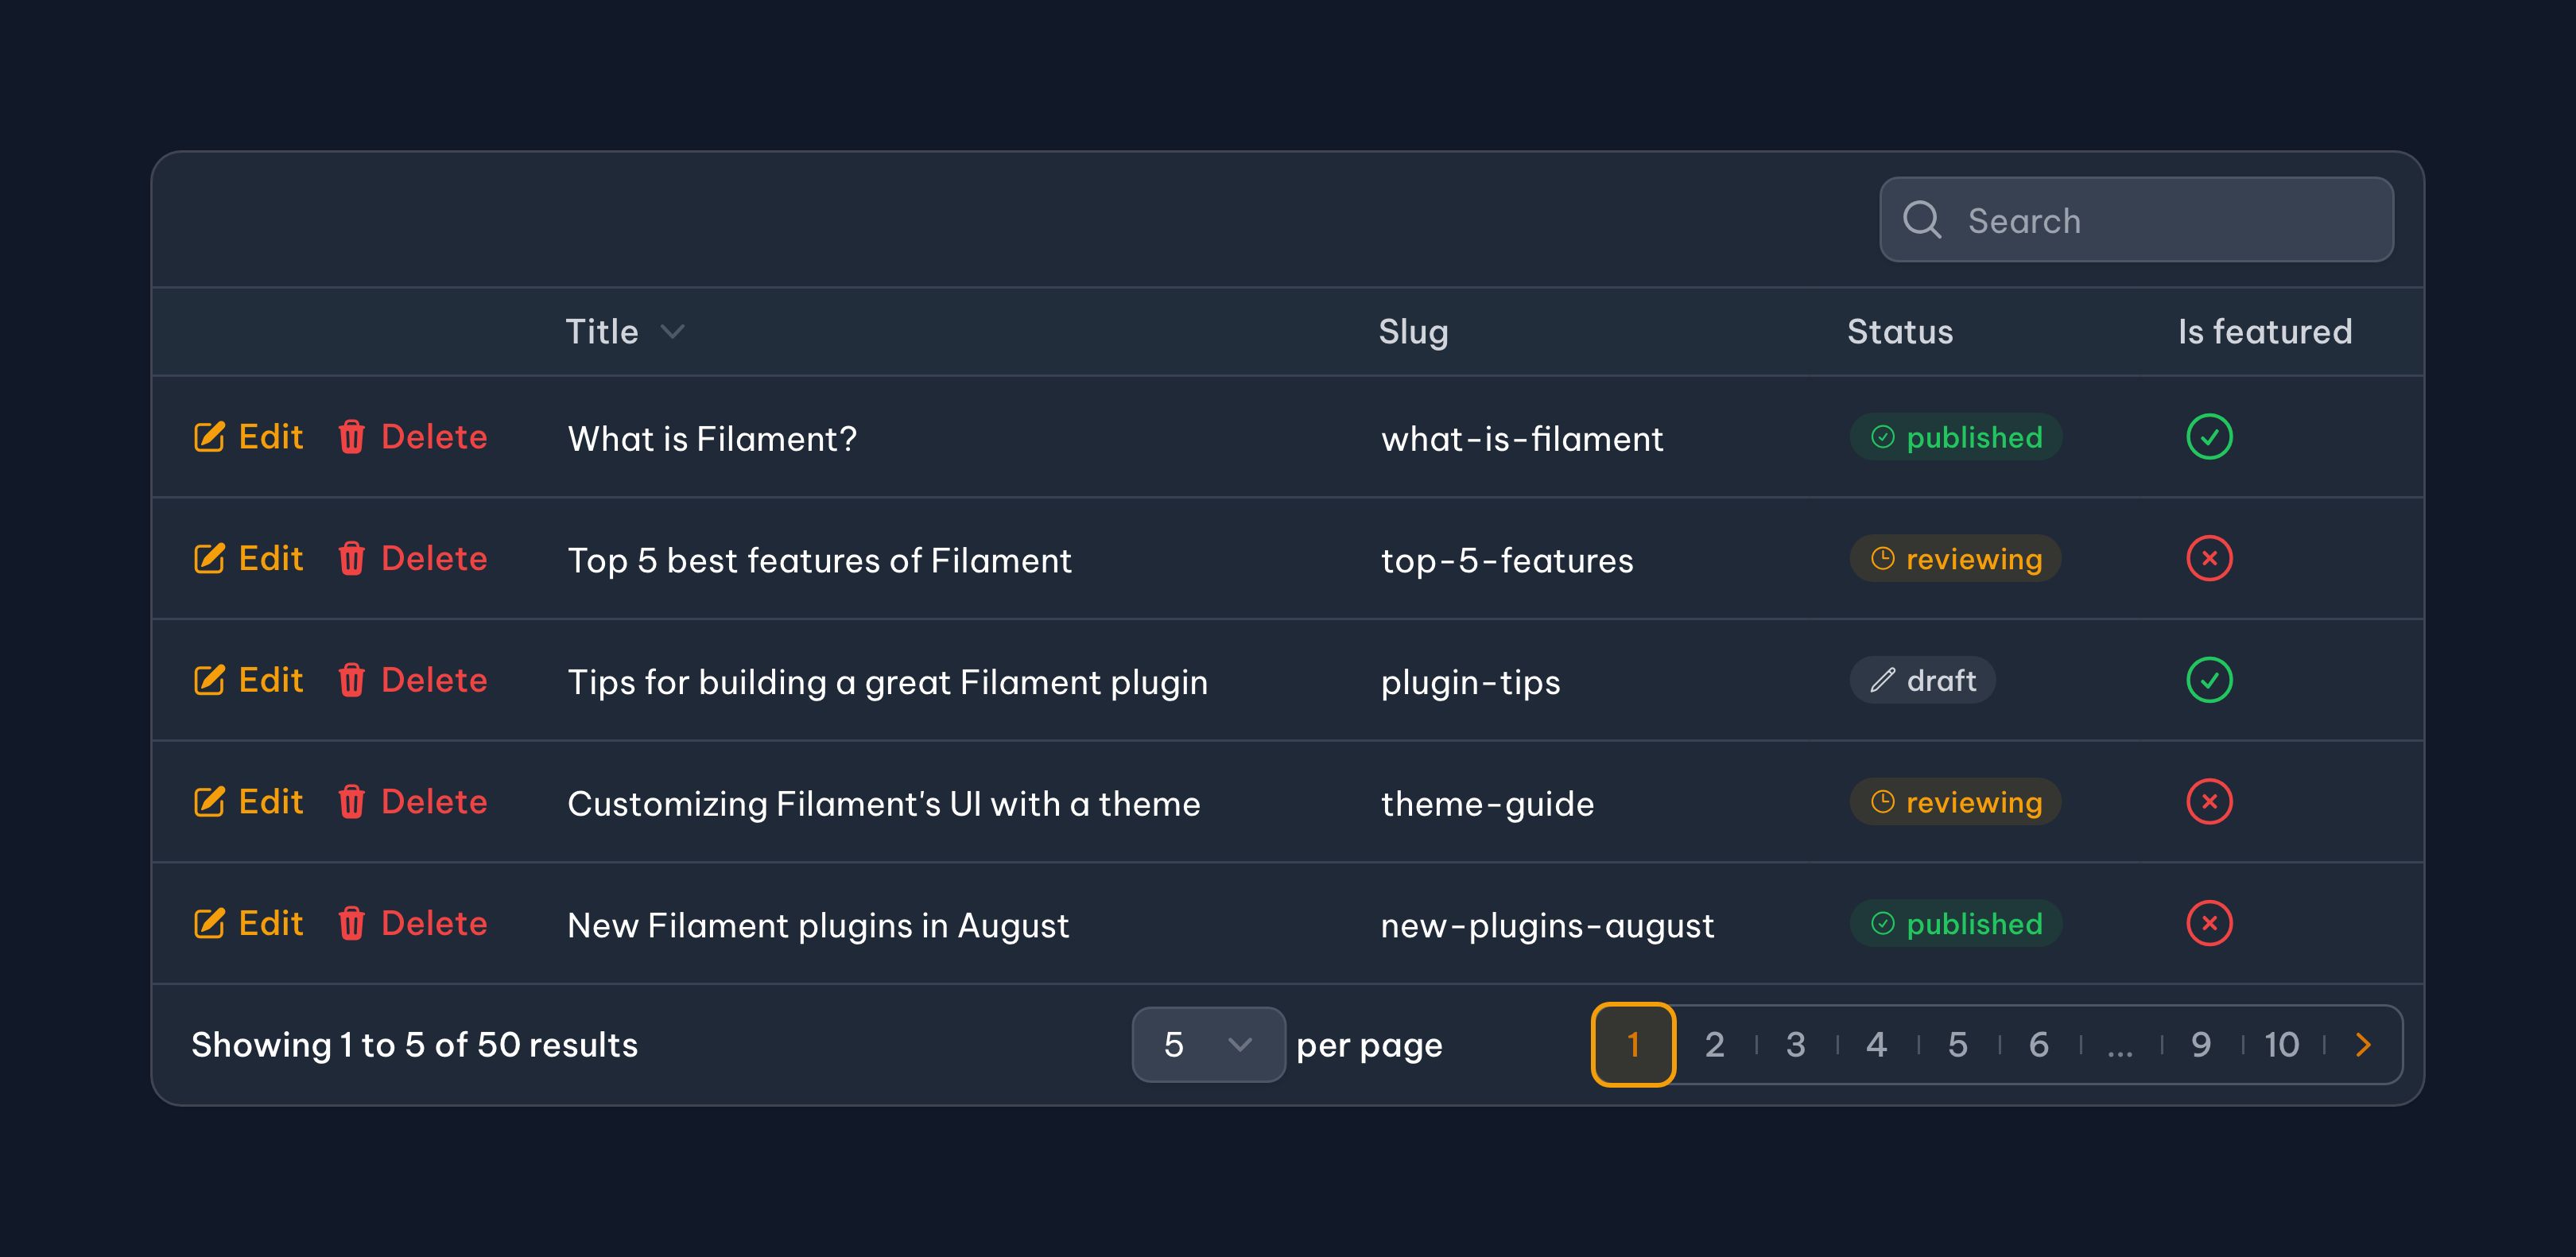 Search
Title Slug Status Is featured
Edit Delete What is Filament? what-is-filament published
Edit Delete Top 5 best features of Filament top-5-features reviewing
Edit Delete Tips for building a great Filament plugin plugin-tips draft
Edit Delete Customizing Filament's UI with a theme theme-guide reviewing
Edit Delete New Filament plugins in August new-plugins-august published
Showing 1 to 5 of 50 results 5 per page 1 2 3 4 5 6 ... 9 10